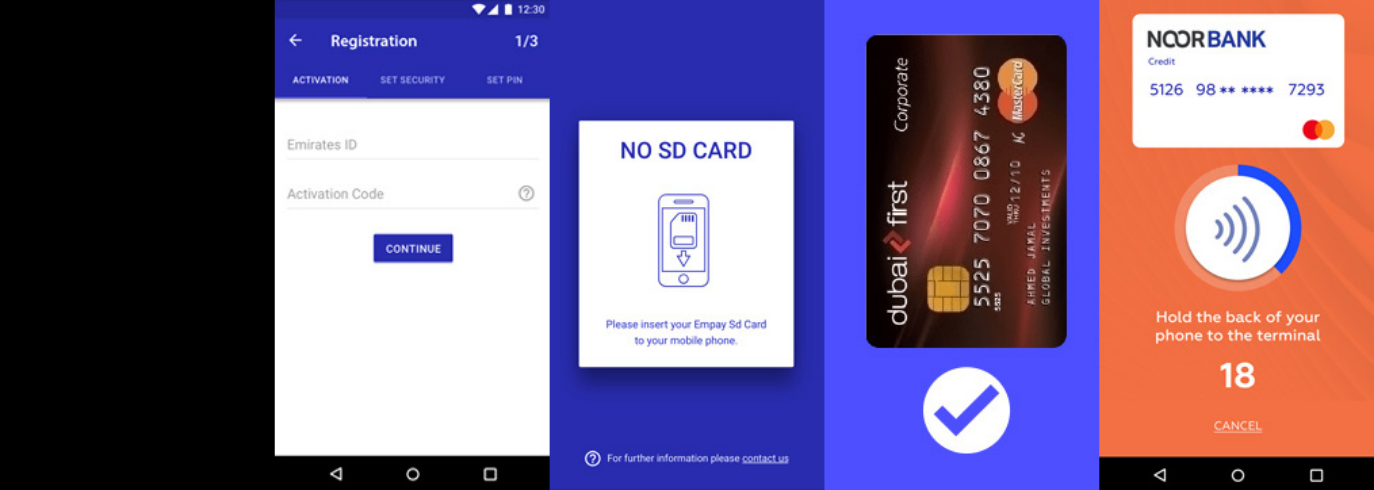 12:30
Registration 1/3
ACTIVATION SET SECURITY SET PIN
Emirates ID
Activation Code ?
CONTINUE
NO SD CARD
Please insert your Empay Sd Card
to your mobile phone.
? For further information please contact us
dubai first Corporate
5525 7070 0867 4380
5525
VALID THRU 12/10 MC MasterCard
AHMED JAMAL
GLOBAL INVESTMENTS
NOOR BANK
Credit
5126 98** **** 7293
Hold the back of your
phone to the terminal
18
CANCEL